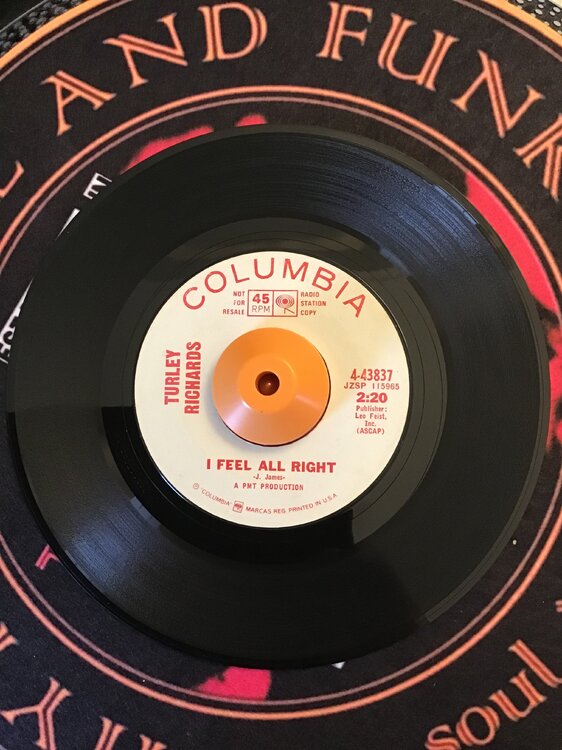 AND FUNK
COLUMBIA
NOT
FOR
RESALE
45
RPM
RADIO
STATION
COPY
TURLEY
RICHARDS
4-43837
JZSP 115965
2:20
Publisher:
Leo Feist,
Inc.
(ASCAP)
I FEEL ALL RIGHT
-J. James-
A PMT PRODUCTION
℗ "COLUMBIA" MARCAS REG. PRINTED IN U.S.A.
soul